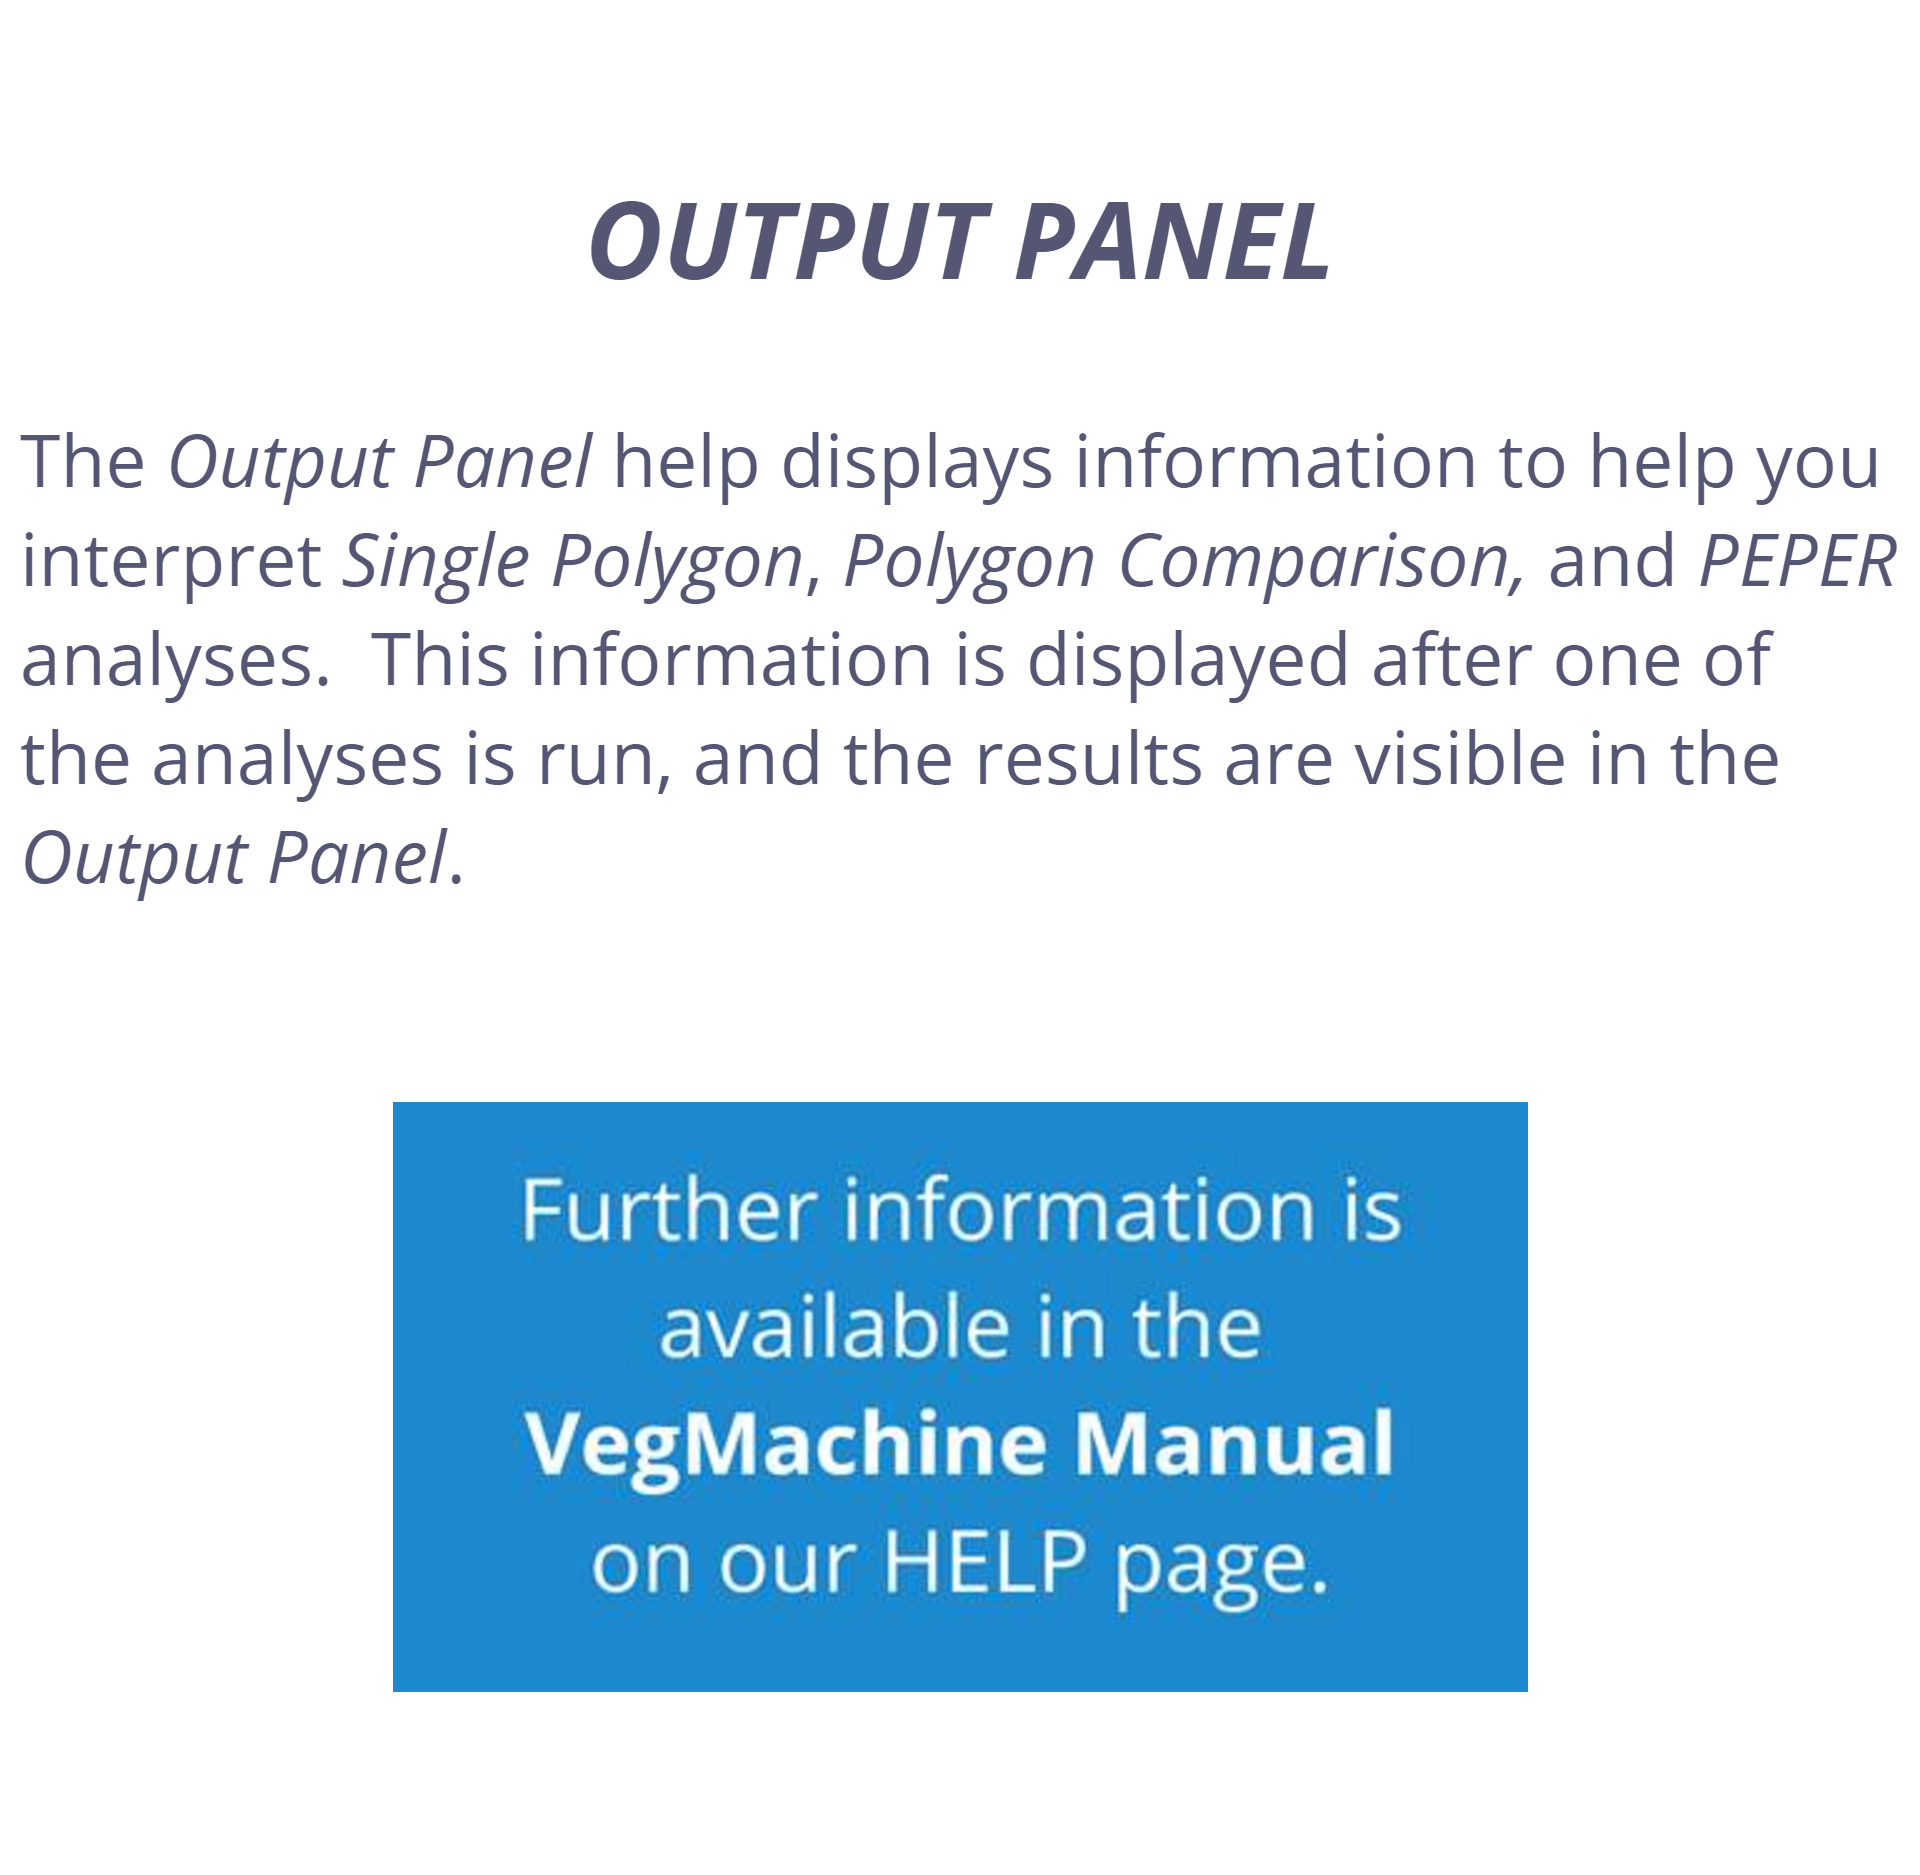 OUTPUT PANEL
The Output Panel help displays information to help you
interpret Single Polygon, Polygon Comparison, and PEPER
analyses.  This information is displayed after one of
the analyses is run, and the results are visible in the
Output Panel.
Further information is
available in the
VegMachine Manual
on our HELP page.